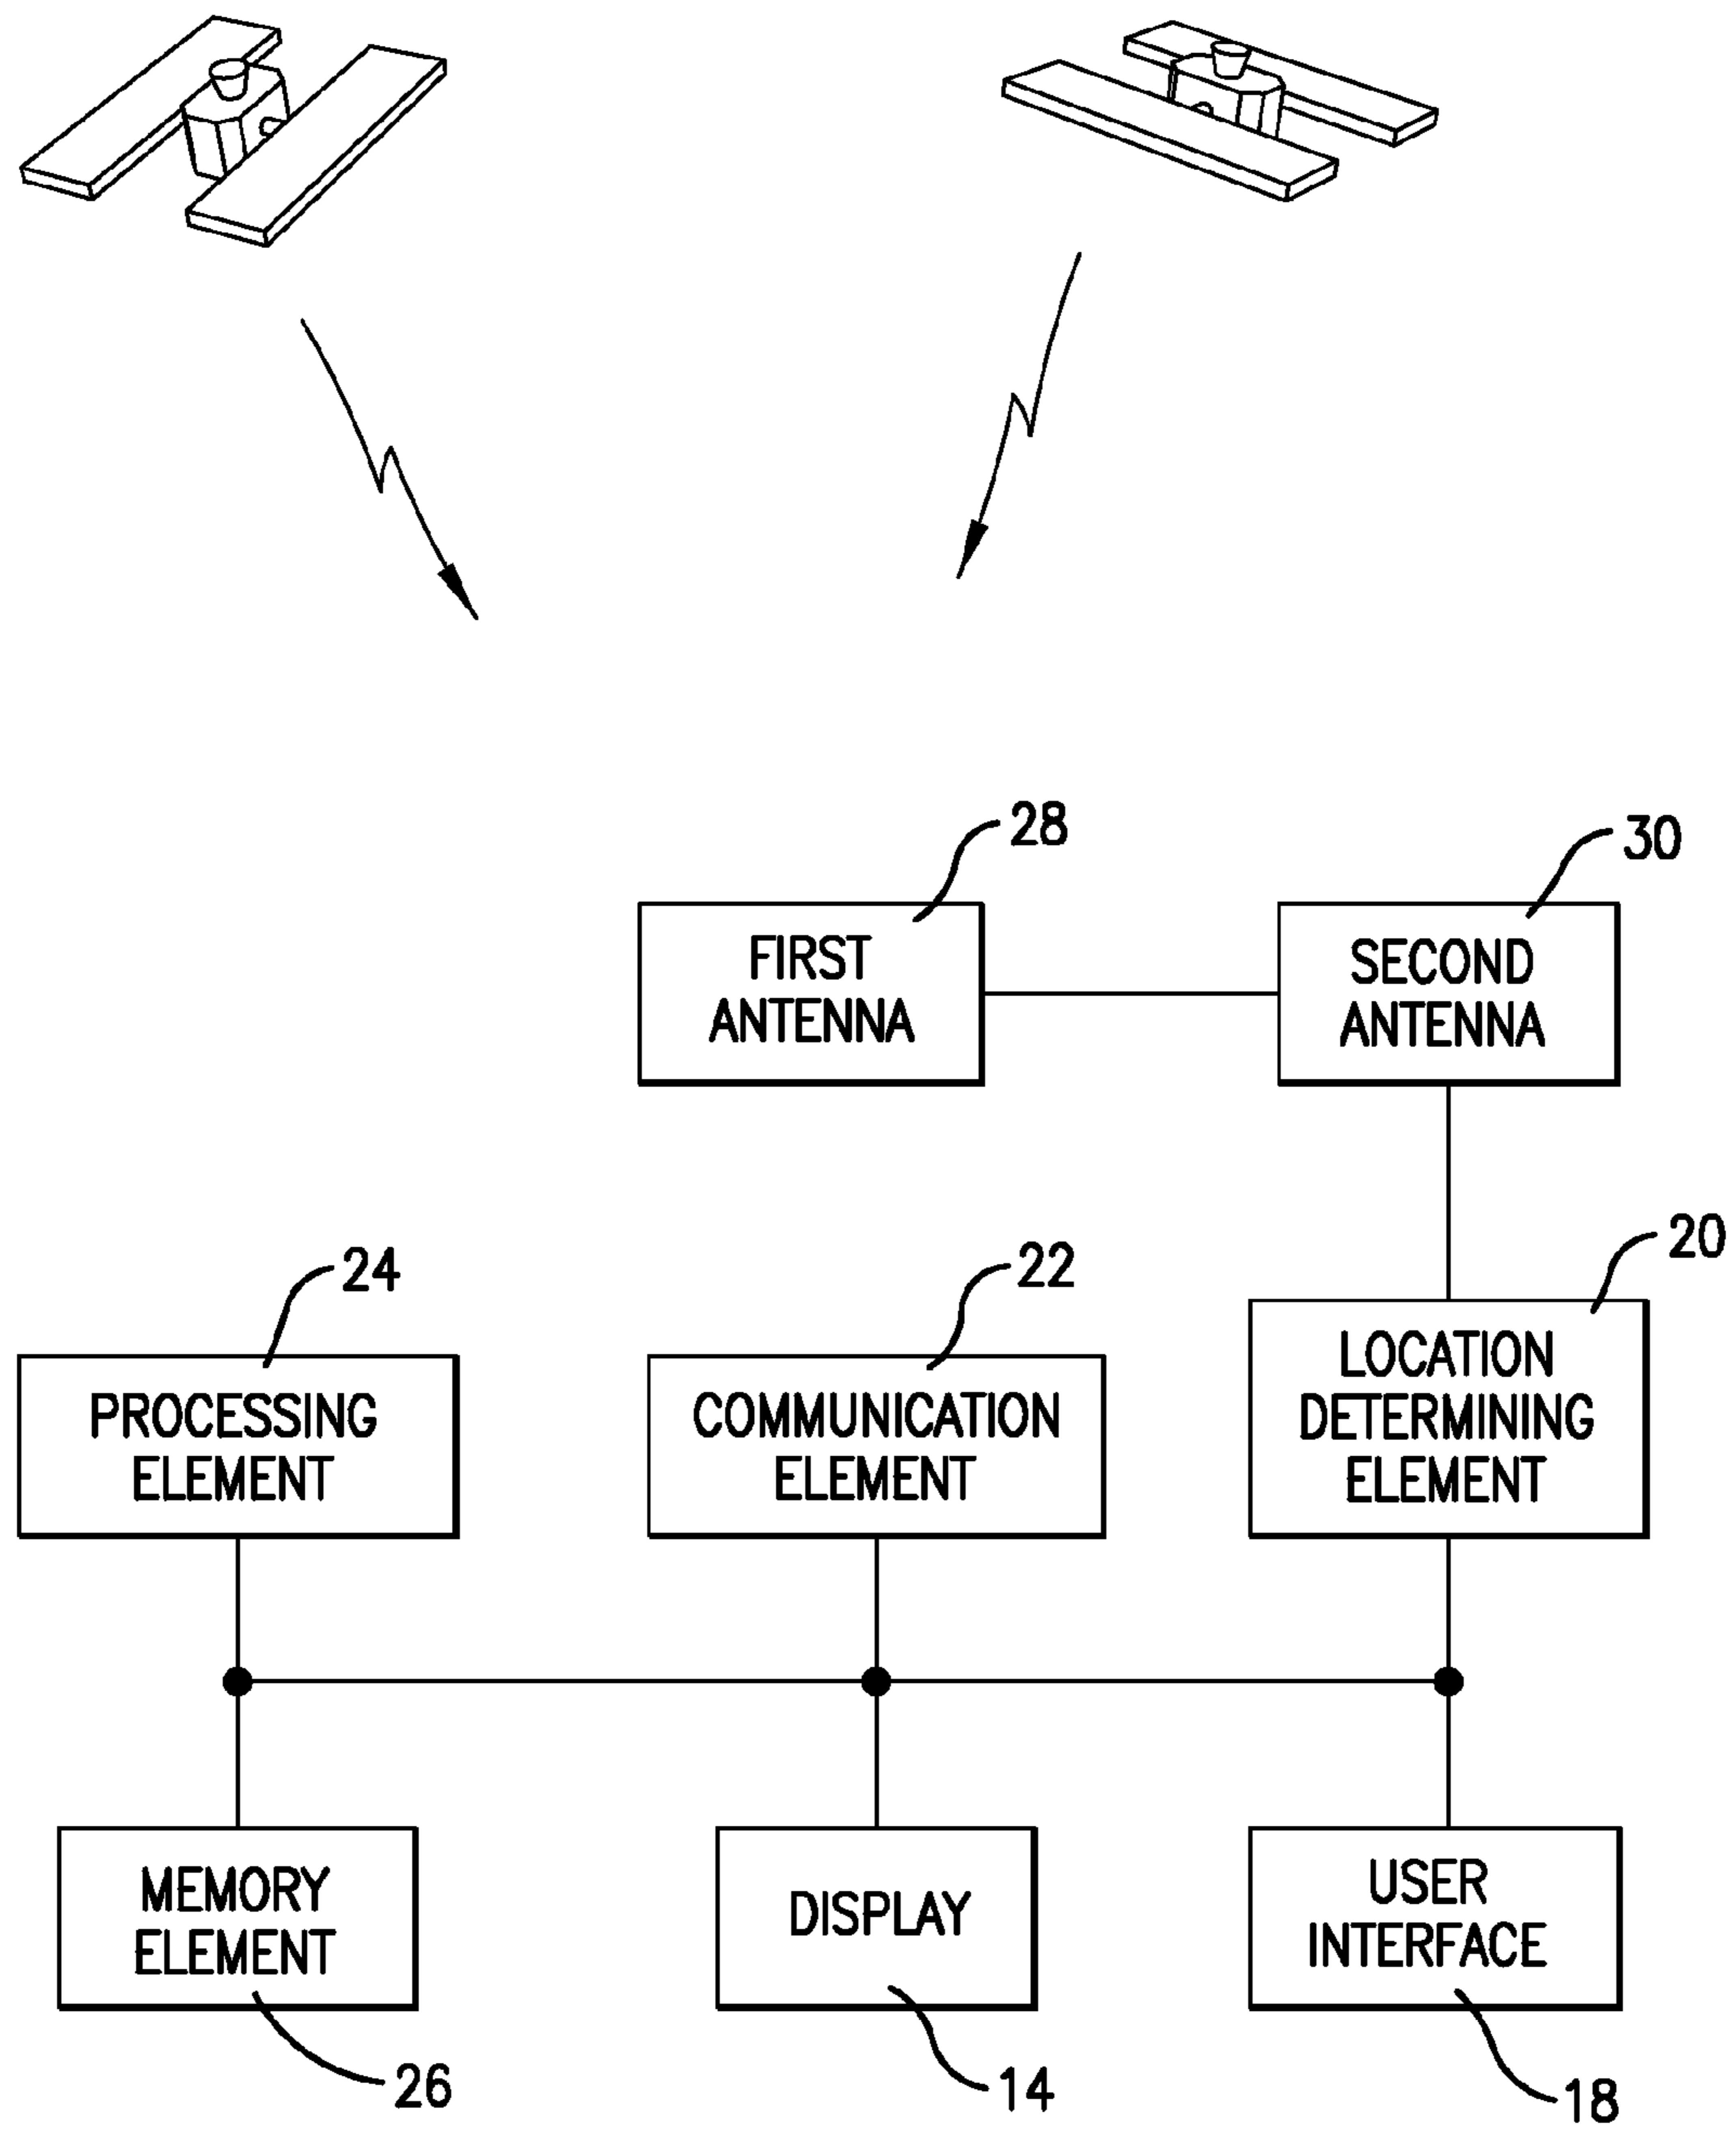 28
30
FIRST
ANTENNA
SECOND
ANTENNA
24
22
20
PROCESSING
ELEMENT
COMMUNICATION
ELEMENT
LOCATION
DETERMINING
ELEMENT
MEMORY
ELEMENT
DISPLAY
USER
INTERFACE
26
14
18